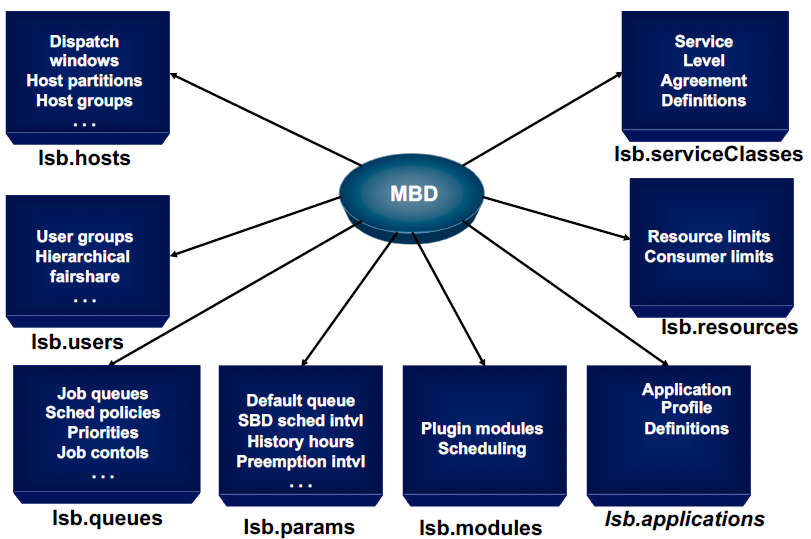 Dispatch
windows
Host partitions
Host groups
...
lsb.hosts
Service
Level
Agreement
Definitions
lsb.serviceClasses
MBD
User groups
Hierarchical
fairshare
...
lsb.users
Resource limits
Consumer limits
lsb.resources
Job queues
Sched policies
Priorities
Job contols
...
lsb.queues
Default queue
SBD sched intvl
History hours
Preemption intvl
...
lsb.params
Plugin modules
Scheduling
lsb.modules
Application
Profile
Definitions
lsb.applications